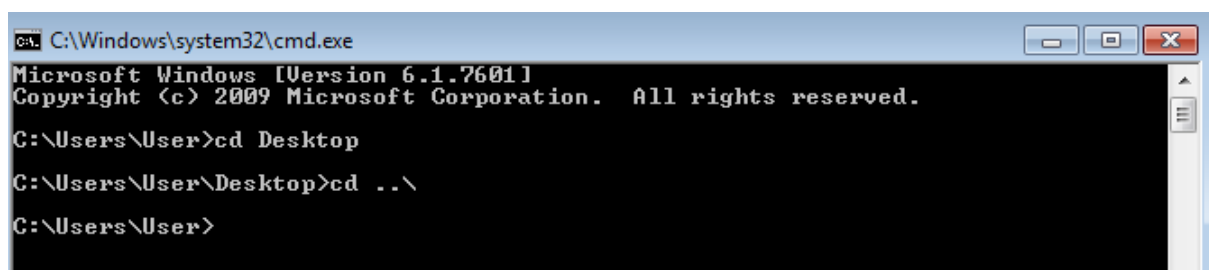 C:\Windows\system32\cmd.exe
Microsoft Windows [Version 6.1.7601]
Copyright (c) 2009 Microsoft Corporation.  All rights reserved.
C:\Users\User>cd Desktop
C:\Users\User\Desktop>cd ..\
C:\Users\User>